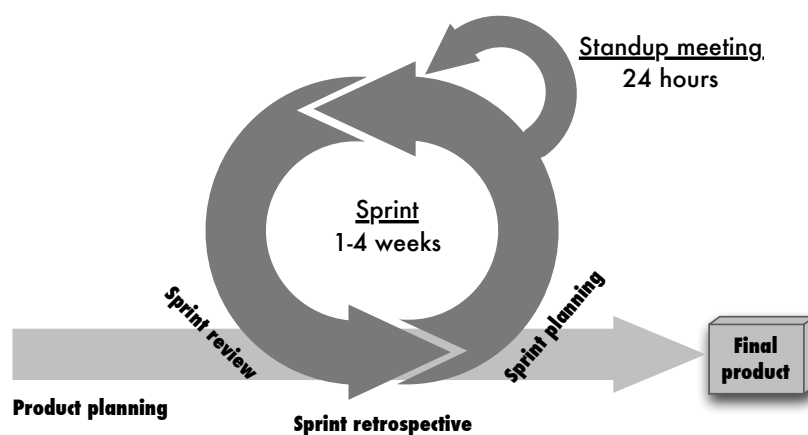 Standup meeting
24 hours
Sprint
1-4 weeks
Sprint review
Sprint planning
Final
product
Product planning
Sprint retrospective